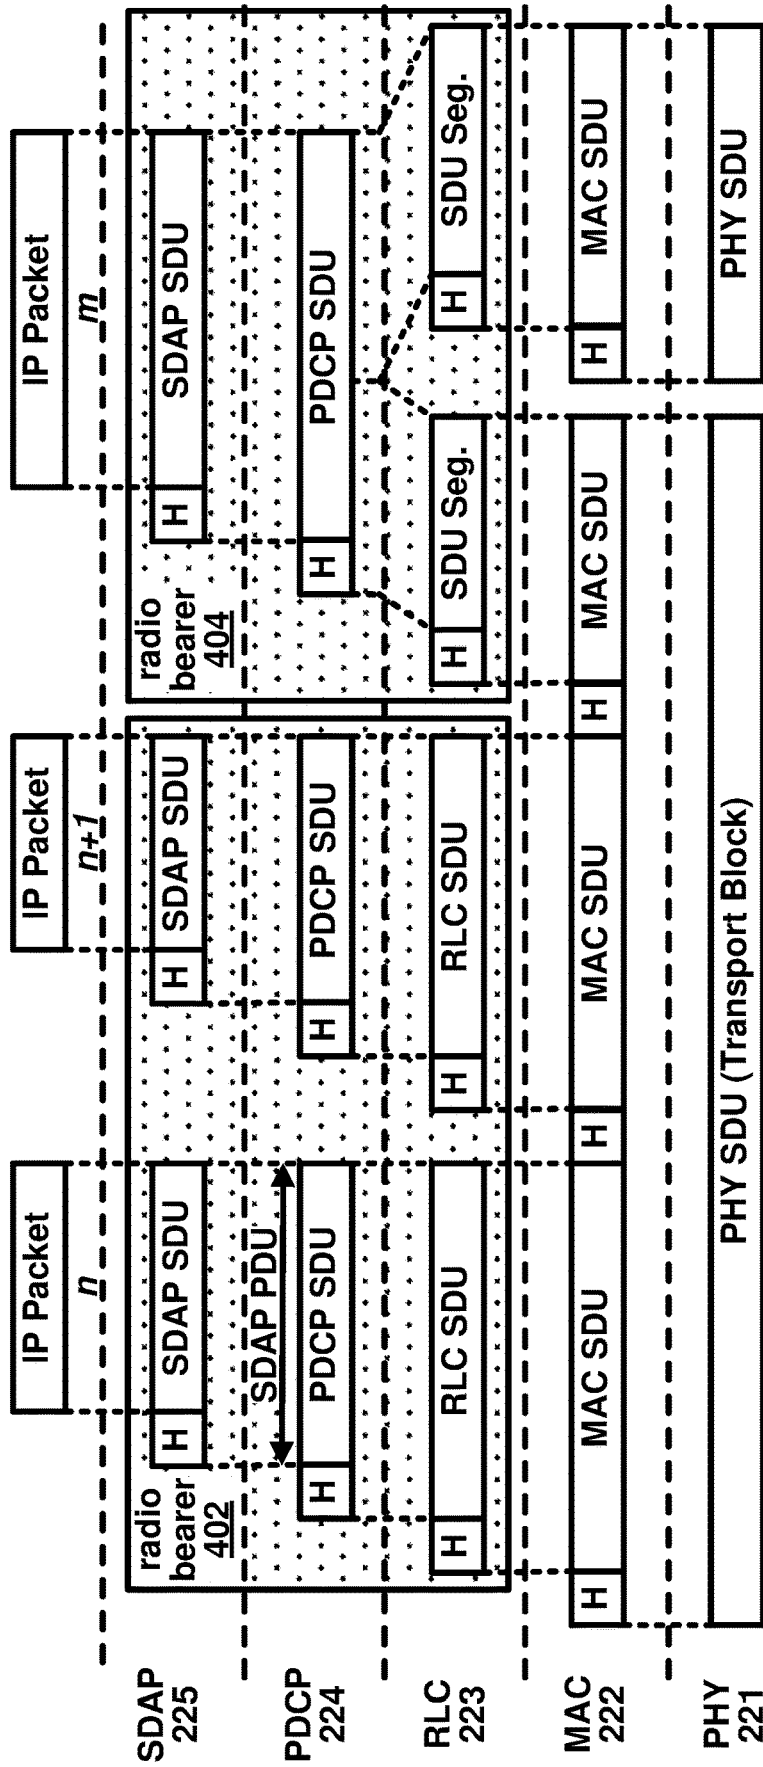 IP Packet
n
IP Packet
n+1
IP Packet
m
SDAP
225
radio
bearer
402
H
SDAP SDU
H
SDAP SDU
radio
bearer
404
H
SDAP SDU
SDAP PDU
PDCP
224
H
PDCP SDU
H
PDCP SDU
H
PDCP SDU
RLC
223
H
RLC SDU
H
RLC SDU
H
SDU Seg.
H
SDU Seg.
MAC
222
H
MAC SDU
H
MAC SDU
H
MAC SDU
H
MAC SDU
PHY
221
PHY SDU (Transport Block)
PHY SDU